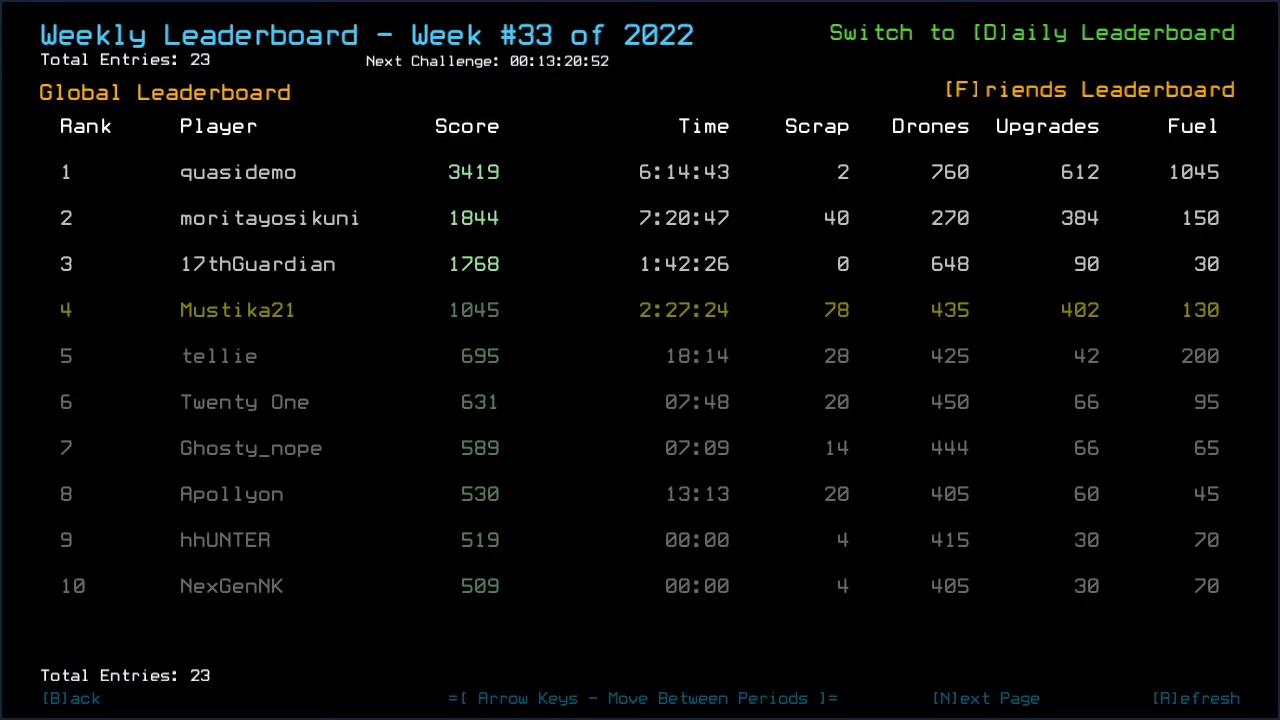 Weekly Leaderboard - Week #33 of 2022
Switch to [D]aily Leaderboard
Total Entries: 23
Next Challenge: 00:13:20:52
Global Leaderboard
[F]riends Leaderboard
Rank Player Score Time Scrap Drones Upgrades Fuel
1 quasidemo 3419 6:14:43 2 760 612 1045
2 moritayosikuni 1844 7:20:47 40 270 384 150
3 17thGuardian 1768 1:42:26 0 648 90 30
4 Mustika21 1045 2:27:24 78 435 402 130
5 tellie 695 18:14 28 425 42 200
6 Twenty One 631 07:48 20 450 66 95
7 Ghosty_nope 589 07:09 14 444 66 65
8 Apollyon 530 13:13 20 405 60 45
9 hhUNTER 519 00:00 4 415 30 70
10 NexGenNK 509 00:00 4 405 30 70
Total Entries: 23
[B]ack
=[ Arrow Keys - Move Between Periods ]=
[N]ext Page
[R]efresh